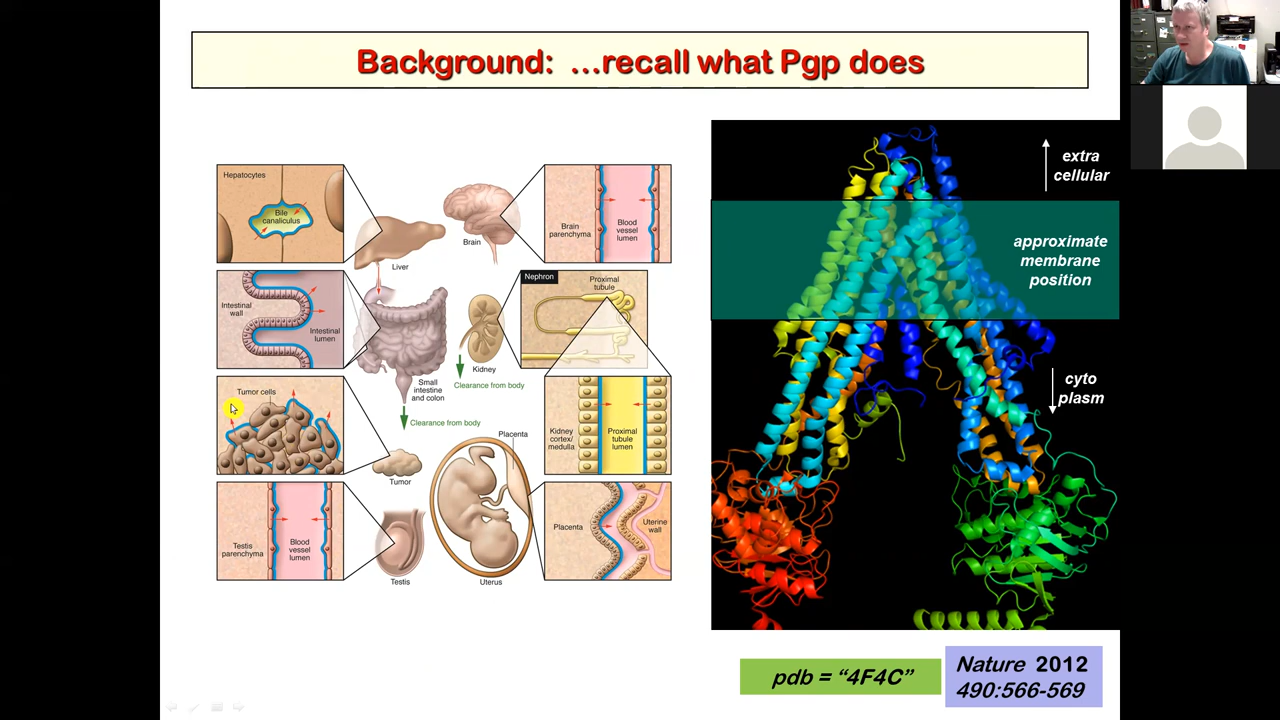 Background: ...recall what Pgp does
Hepatocytes
Bile
canaliculus
Liver
Brain
Brain
parenchyma
Blood
vessel
lumen
Intestinal
wall
Intestinal
lumen
Small
intestine
and colon
Clearance from body
Kidney
Clearance from body
Nephron
Proximal
tubule
Kidney
cortex/
medulla
Proximal
tubule
lumen
Tumor cells
Tumor
Testis
parenchyma
Blood
vessel
lumen
Testis
Placenta
Uterus
Placenta
Uterine
wall
extra
cellular
approximate
membrane
position
cyto
plasm
pdb = “4F4C”
Nature 2012
490:566-569